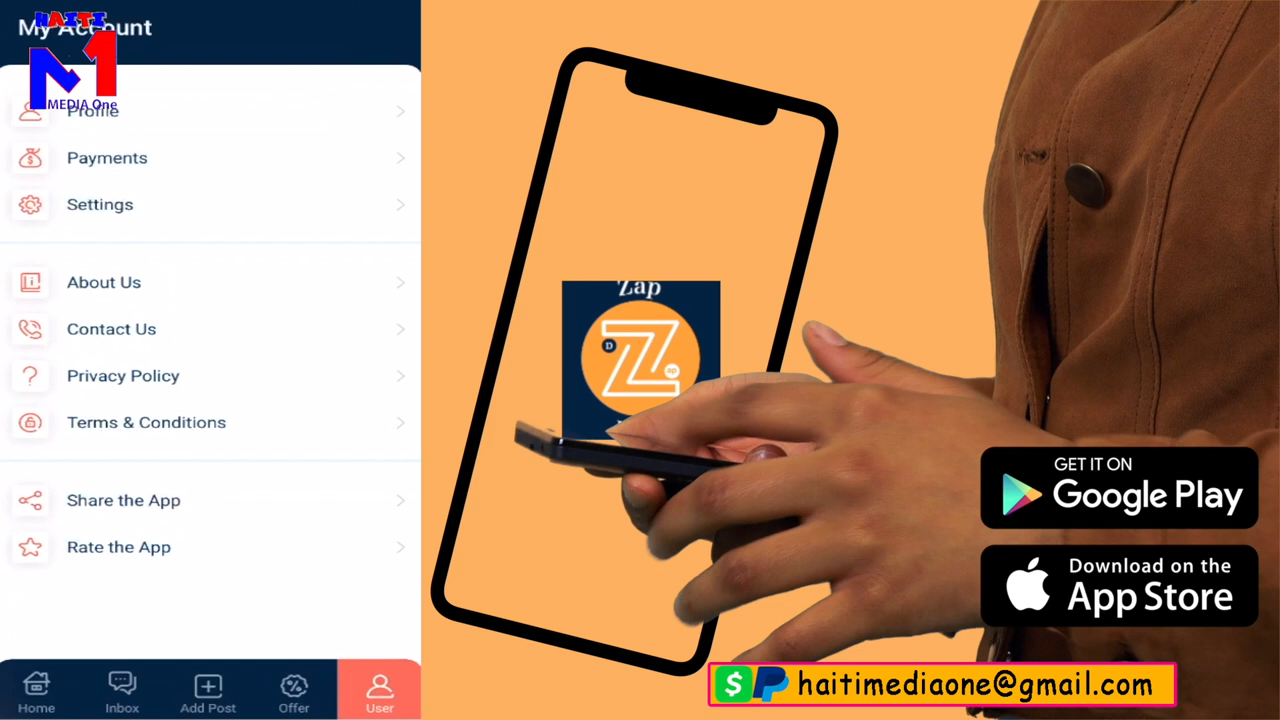 My Account
HAITI
M1
MEDIA One
Profile
Payments
Settings
About Us
Contact Us
Privacy Policy
Terms & Conditions
Share the App
Rate the App
Home
Inbox
Add Post
Offer
User
Zap
D
Z
GET IT ON
Google Play
Download on the
App Store
$
haitimediaone@gmail.com